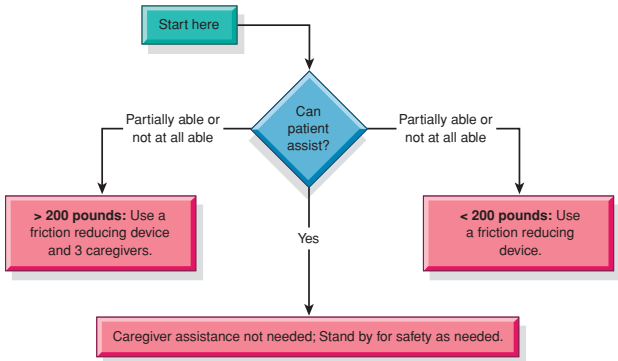 Start here
Can
patient
assist?
Partially able or
not at all able
Partially able or
not at all able
> 200 pounds: Use a
friction reducing device
and 3 caregivers.
< 200 pounds: Use
a friction reducing
device.
Yes
Caregiver assistance not needed; Stand by for safety as needed.